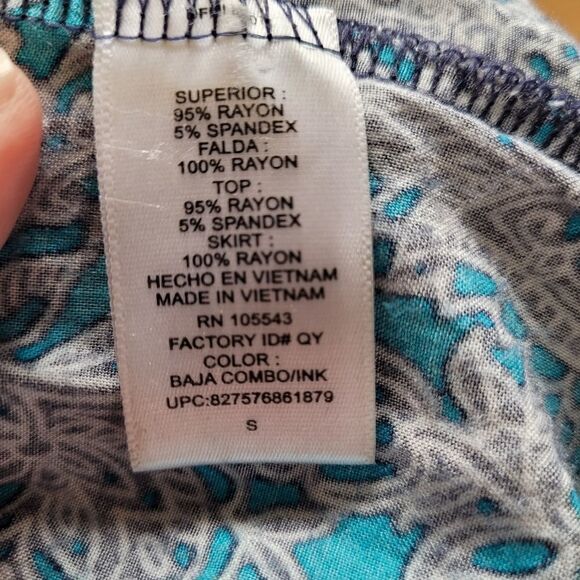 SUPERIOR :
95% RAYON
5% SPANDEX
FALDA :
100% RAYON
TOP :
95% RAYON
5% SPANDEX
SKIRT :
100% RAYON
HECHO EN VIETNAM
MADE IN VIETNAM
RN 105543
FACTORY ID# QY
COLOR :
BAJA COMBO/INK
UPC:827576861879
S